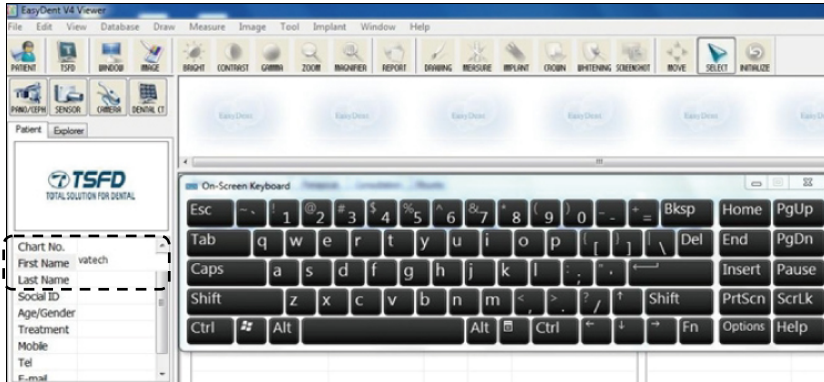 EasyDent V4 Viewer
File Edit View Database Draw Measure Image Tool Implant Window Help
PATIENT TSFD WINDOW IMAGE BRIGHT CONTRAST GAMMA ZOOM MAGNIFIER REPORT DRAWING MERSURE IMPLANT CROWN WHITENING SCREENSHOT MOVE SELECT INITIALIZE
PANO/CEPH SENSOR CAMERA DENTAL CT
EasyDent EasyDent EasyDent EasyDent
Patient Explorer
TSFD
TOTAL SOLUTION FOR DENTAL
On-Screen Keyboard
Esc ~ ` ! 1 @ 2 # 3 $ 4 % 5 ^ 6 & 7 * 8 ( 9 ) 0 _ - + = Bksp Home PgUp
Tab q w e r t y u i o p { [ } ] | \ Del End PgDn
Caps a s d f g h j k l : ; " ' Insert Pause
Shift z x c v b n m < , > . ? / ↑ Shift PrtScn ScrLk
Ctrl Alt Alt Ctrl ← ↓ → Fn Options Help
Chart No.
First Name vatech
Last Name
Social ID
Age/Gender
Treatment
Mobile
Tel
E-mail